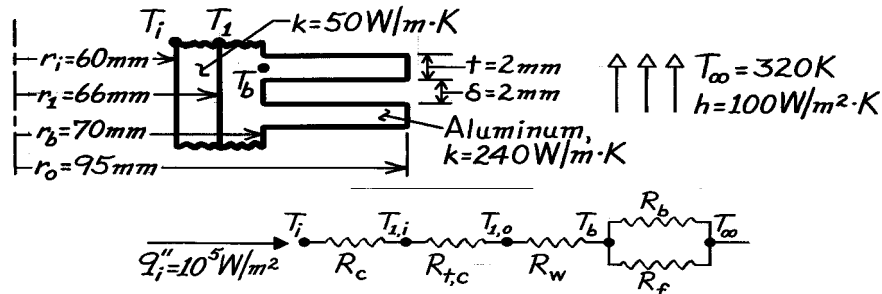 Tᵢ T₁ k=50W/m·K
rᵢ=60mm
T_b
t=2mm
T∞=320K
r₁=66mm
δ=2mm
h=100W/m²·K
r_b=70mm
Aluminum,
k=240W/m·K
r_o=95mm
Tᵢ T₁,ᵢ T₁,ₒ T_b R_b T∞
q''ᵢ=10⁵W/m²
R_c R_t,c R_w R_f